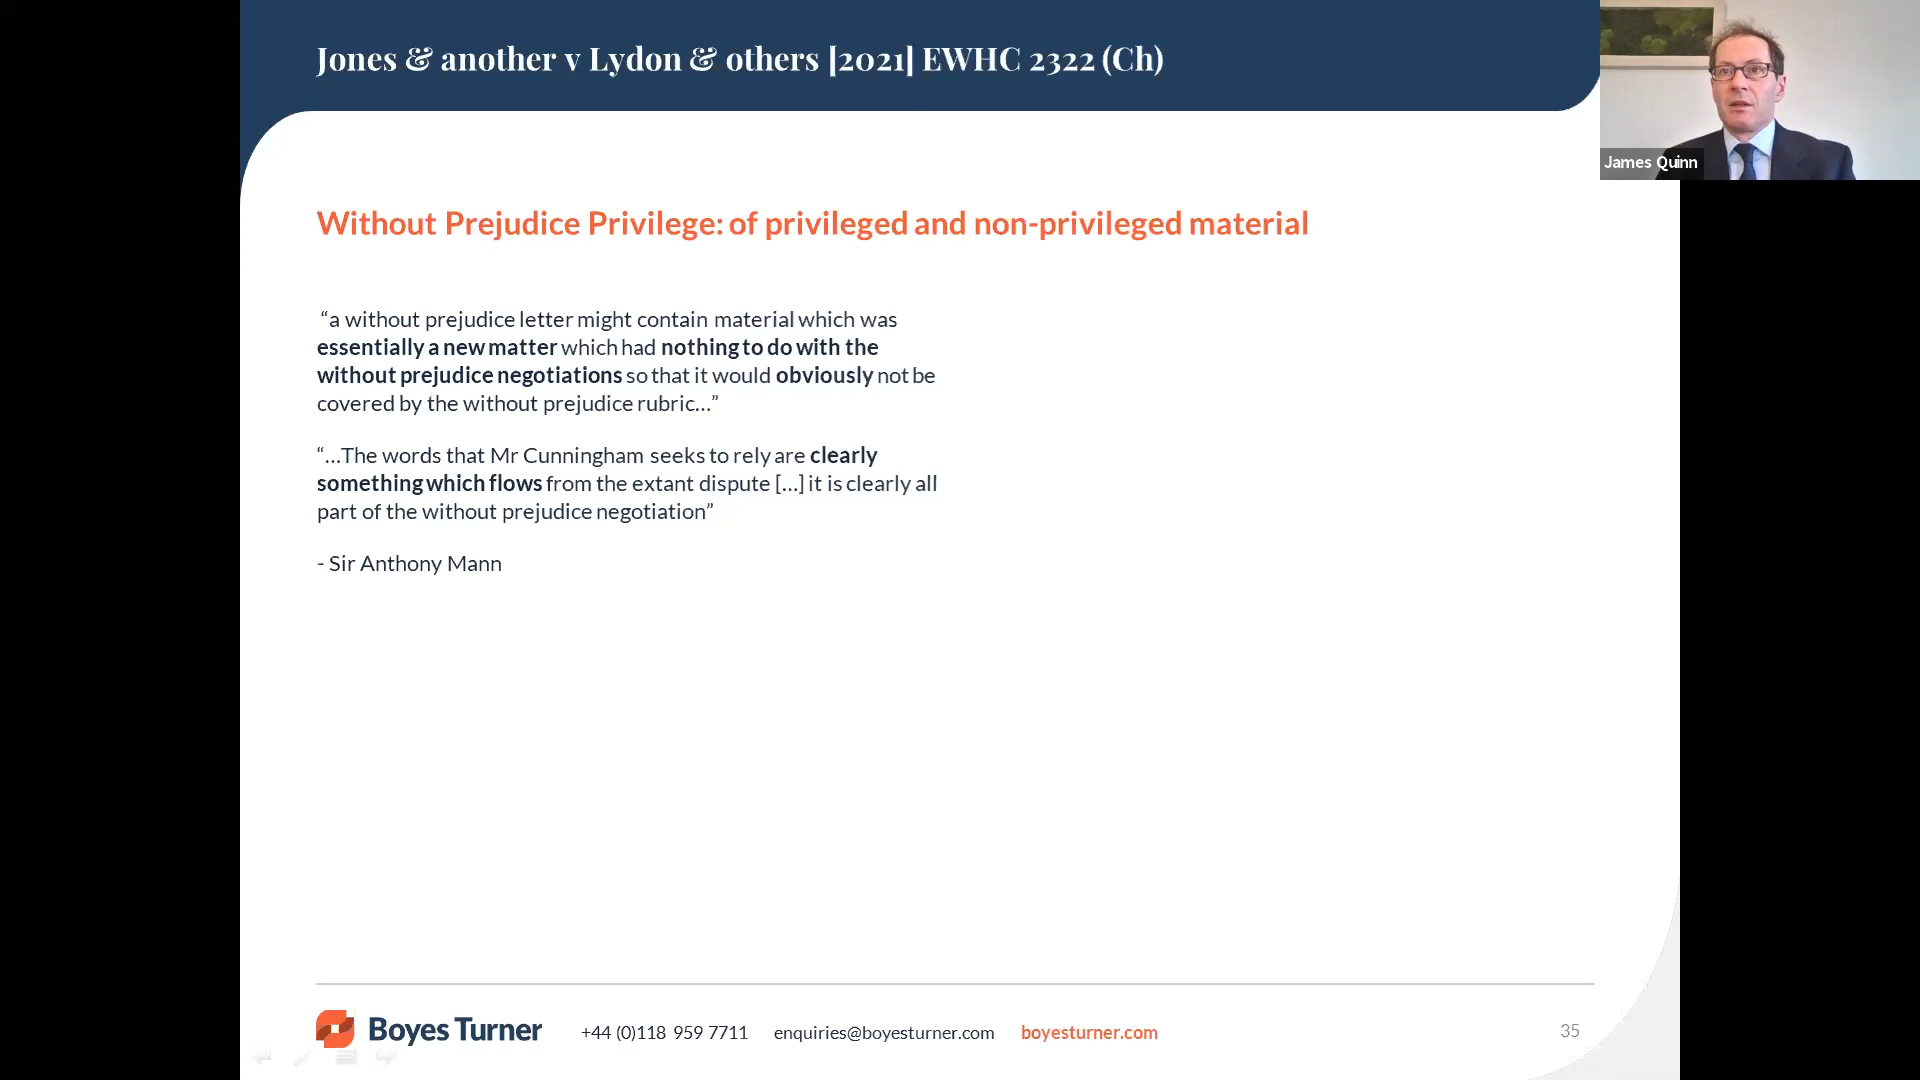 Jones & another v Lydon & others [2021] EWHC 2322 (Ch)
James Quinn
Without Prejudice Privilege: of privileged and non-privileged material
“a without prejudice letter might contain material which was
essentially a new matter which had nothing to do with the
without prejudice negotiations so that it would obviously not be
covered by the without prejudice rubric…”
“…The words that Mr Cunningham seeks to rely are clearly
something which flows from the extant dispute […] it is clearly all
part of the without prejudice negotiation”
- Sir Anthony Mann
Boyes Turner +44 (0)118 959 7711 enquiries@boyesturner.com boyesturner.com 35